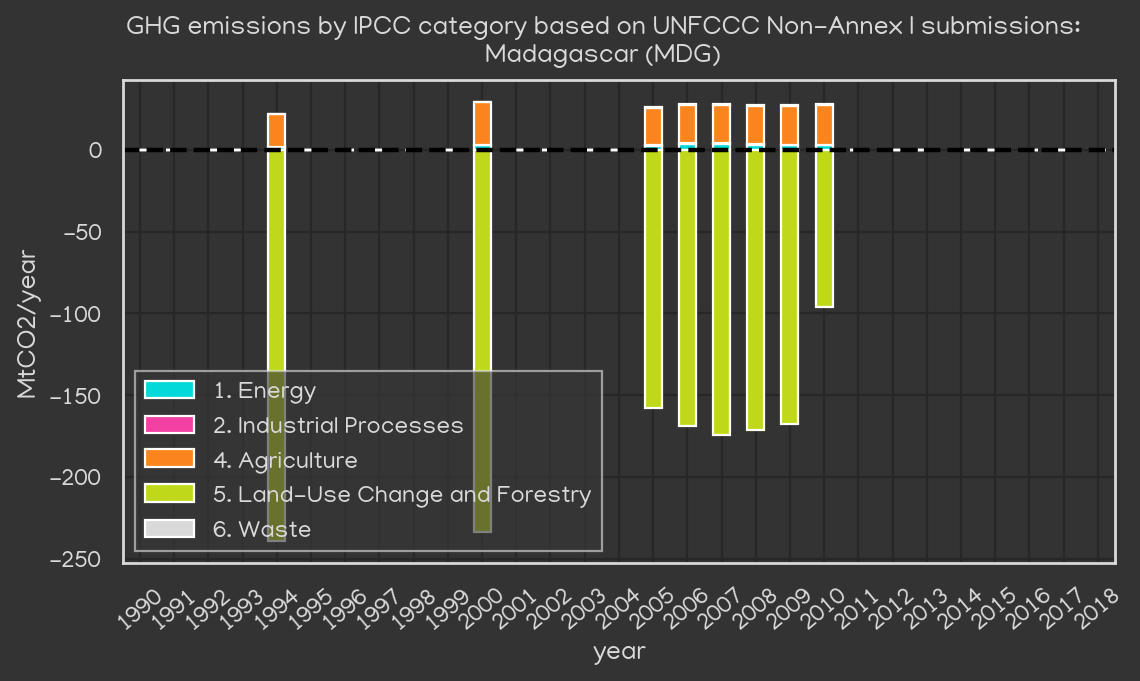 GHG emissions by IPCC category based on UNFCCC Non-Annex I submissions:
Madagascar (MDG)
MtCO2/year
0
-50
-100
-150
-200
-250
1. Energy
2. Industrial Processes
4. Agriculture
5. Land-Use Change and Forestry
6. Waste
1990 1991 1992 1993 1994 1995 1996 1997 1998 1999 2000 2001 2002 2003 2004 2005 2006 2007 2008 2009 2010 2011 2012 2013 2014 2015 2016 2017 2018
year